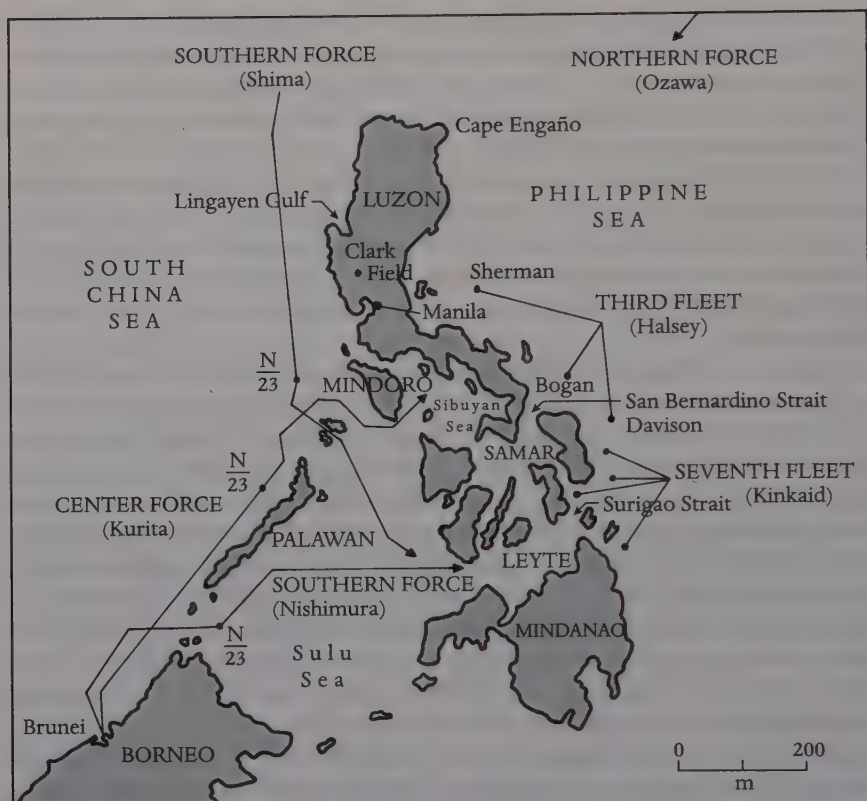 SOUTHERN FORCE
(Shima)
NORTHERN FORCE
(Ozawa)
Cape Engaño
LUZON
Lingayen Gulf
PHILIPPINE
SEA
Clark
Field
SOUTH
CHINA
SEA
Sherman
THIRD FLEET
(Halsey)
Manila
N
23
MINDORO
Sibuyan
Sea
Bogan
San Bernardino Strait
Davison
SAMAR
N
23
CENTER FORCE
(Kurita)
SEVENTH FLEET
(Kinkaid)
Surigao Strait
PALAWAN
LEYTE
SOUTHERN FORCE
(Nishimura)
N
23
MINDANAO
Sulu
Sea
Brunei
BORNEO
0 200
m